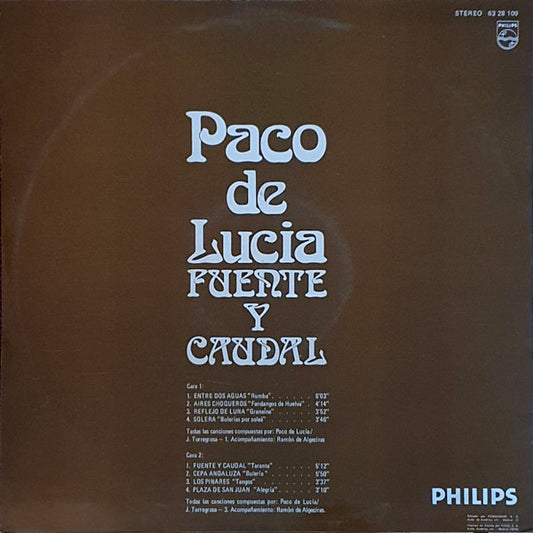 STEREO 63 28 109
PHILIPS
Paco
de
Lucia
FUENTE
Y
CAUDAL
Cara 1:
1. ENTRE DOS AGUAS "Rumba" . . . . . . 6'03"
2. AIRES CHOQUEROS "Fandangos de Huelva" . 4'14"
3. REFLEJO DE LUNA "Granaína" . . . . . 3'52"
4. SOLERA "Bulerías por soleá" . . . . . 3'46"
Todas las canciones compuestas por: Paco de Lucía/
J. Torregrosa – 1. Acompañamiento: Ramón de Algeciras
Cara 2:
1. FUENTE Y CAUDAL "Taranta" . . . . . 5'12"
2. CEPA ANDALUZA "Bulería" . . . . . . 5'50"
3. LOS PINARES "Tangos" . . . . . . . 3'37"
4. PLAZA DE SAN JUAN "Alegría" . . . . 3'10"
Todas las canciones compuestas por: Paco de Lucía/
J. Torregrosa – 3. Acompañamiento: Ramón de Algeciras.
PHILIPS